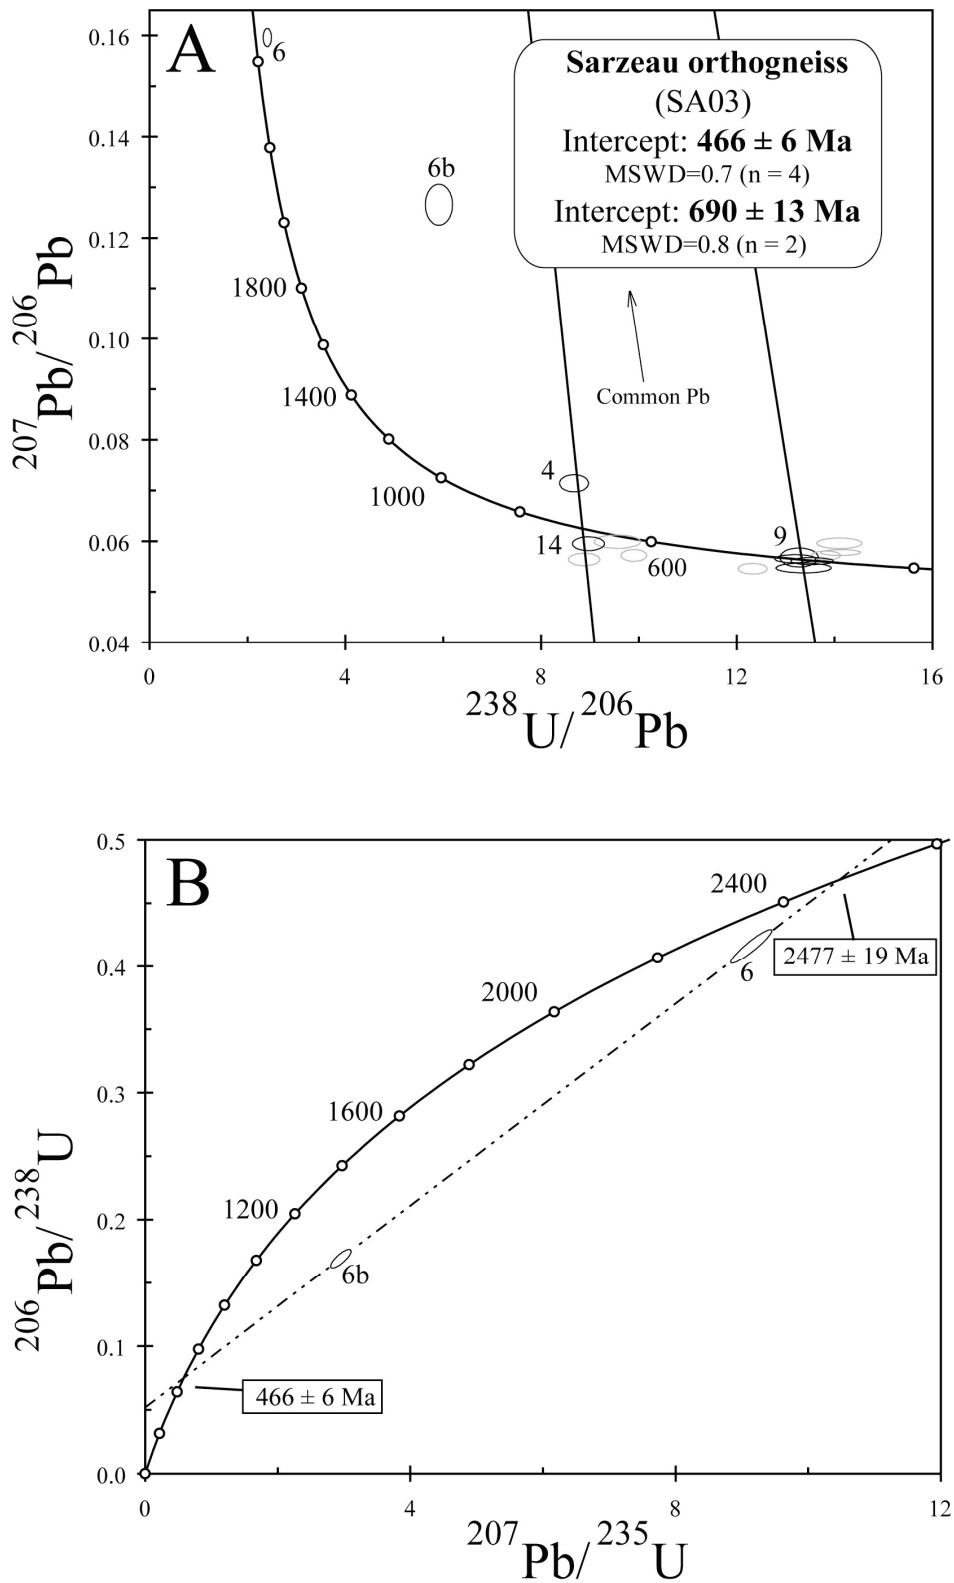 A
0.16
0.14
0.12
0.10
0.08
0.06
0.04
207Pb/206Pb
6
6b
Sarzeau orthogneiss
(SA03)
Intercept: 466 ± 6 Ma
MSWD=0.7 (n = 4)
Intercept: 690 ± 13 Ma
MSWD=0.8 (n = 2)
1800
1400
Common Pb
1000
4
14
9
600
0 4 8 12 16
238U/206Pb
B
0.5
0.4
0.3
0.2
0.1
0.0
206Pb/238U
2400
2477 ± 19 Ma
6
2000
1600
1200
6b
466 ± 6 Ma
0 4 8 12
207Pb/235U